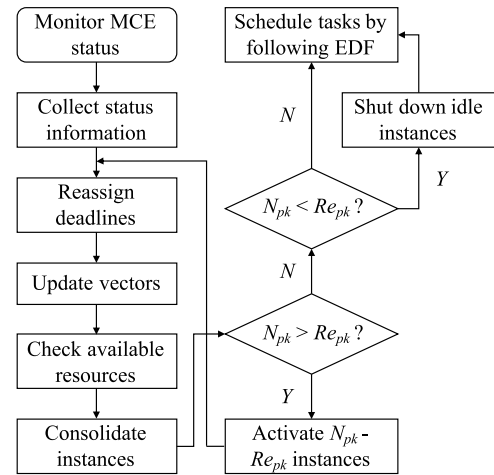 Monitor MCE
status
Collect status
information
Reassign
deadlines
Update vectors
Check available
resources
Consolidate
instances
Schedule tasks by
following EDF
N
Shut down idle
instances
Y
N_pk < Re_pk ?
N
N_pk > Re_pk ?
Y
Activate N_pk -
Re_pk instances